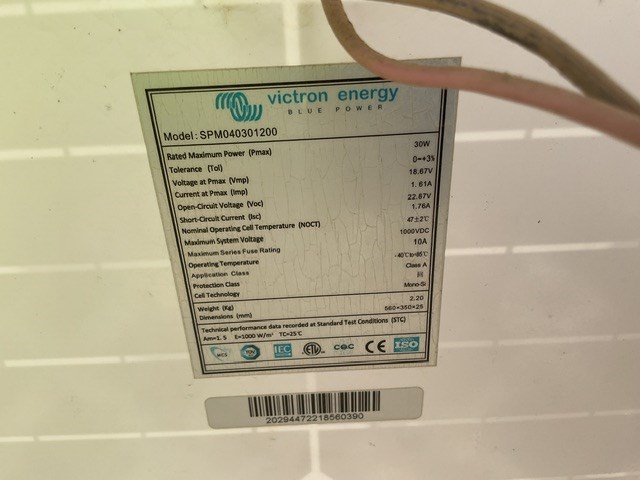 victron energy
BLUE POWER
Model: SPM040301200
Rated Maximum Power (Pmax) 30W
Tolerance (Tol) 0~+3%
Voltage at Pmax (Vmp) 18.67V
Current at Pmax (Imp) 1.61A
Open-Circuit Voltage (Voc) 22.87V
Short-Circuit Current (Isc) 1.76A
Nominal Operating Cell Temperature (NOCT) 47±2℃
Maximum System Voltage 1000VDC
Maximum Series Fuse Rating 10A
Operating Temperature -40℃to+85℃
Application Class Class A
Protection Class III
Cell Technology Mono-Si
Weight (Kg) 2.20
Dimensions (mm) 560*350*25
Technical performance data recorded at Standard Test Conditions (STC)
Am=1.5 E=1000 W/m² TC=25℃
MCS IEC ETL CQC CE ISO
20294472218560390